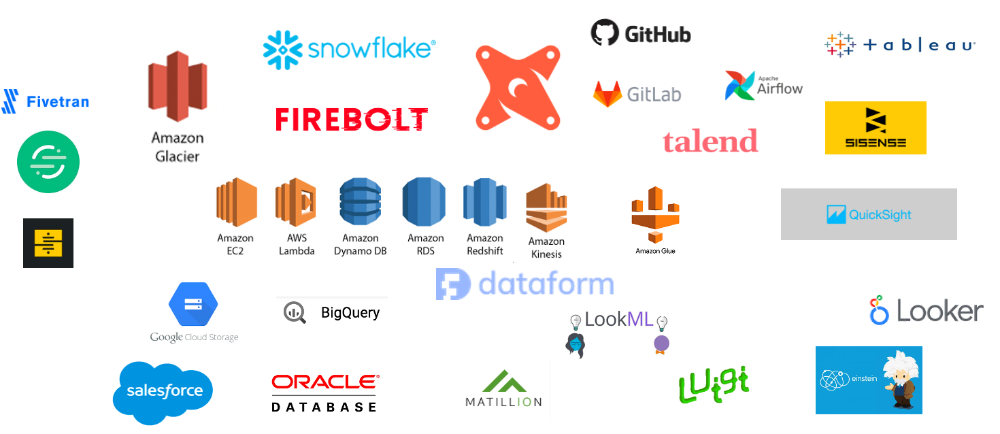 Fivetran
Amazon
Glacier
snowflake®
FIREBOLT
GitHub
GitLab
Apache
Airflow
talend
+ableau®
SISENSE
QuickSight
Amazon
EC2
AWS
Lambda
Amazon
Dynamo DB
Amazon
RDS
Amazon
Redshift
Amazon
Kinesis
Amazon Glue
dataform
Google Cloud Storage
BigQuery
LookML
Looker
salesforce
ORACLE®
DATABASE
MATILLION
Luigi
einstein